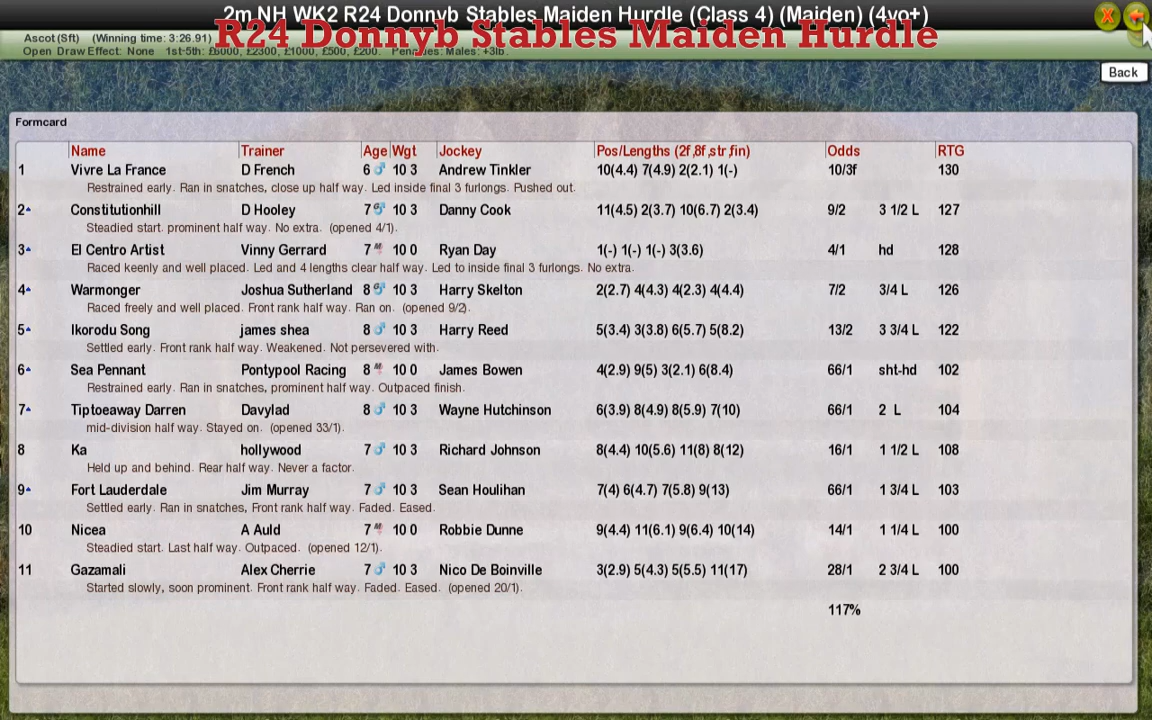 2m NH WK2 R24 Donnyb Stables Maiden Hurdle (Class 4) (Maiden) (4yo+)
R24 Donnyb Stables Maiden Hurdle
Ascot(Sft) (Winning time: 3:26.91)
Open Draw Effect: None 1st-5th: £6000, £2300, £1000, £500, £200. Penalties: Males: +3lb.
Back
Formcard
Name Trainer Age Wgt Jockey Pos/Lengths (2f,8f,str,fin) Odds RTG
1 Vivre La France D French 6 10 3 Andrew Tinkler 10(4.4) 7(4.9) 2(2.1) 1(-) 10/3f 130
Restrained early. Ran in snatches, close up half way. Led inside final 3 furlongs. Pushed out.
2 Constitutionhill D Hooley 7 10 3 Danny Cook 11(4.5) 2(3.7) 10(6.7) 2(3.4) 9/2 3 1/2 L 127
Steadied start. prominent half way. No extra. (opened 4/1).
3 El Centro Artist Vinny Gerrard 7 10 0 Ryan Day 1(-) 1(-) 1(-) 3(3.6) 4/1 hd 128
Raced keenly and well placed. Led and 4 lengths clear half way. Led to inside final 3 furlongs. No extra.
4 Warmonger Joshua Sutherland 8 10 3 Harry Skelton 2(2.7) 4(4.3) 4(2.3) 4(4.4) 7/2 3/4 L 126
Raced freely and well placed. Front rank half way. Ran on. (opened 9/2).
5 Ikorodu Song james shea 8 10 3 Harry Reed 5(3.4) 3(3.8) 6(5.7) 5(8.2) 13/2 3 3/4 L 122
Settled early. Front rank half way. Weakened. Not persevered with.
6 Sea Pennant Pontypool Racing 8 10 0 James Bowen 4(2.9) 9(5) 3(2.1) 6(8.4) 66/1 sht-hd 102
Restrained early. Ran in snatches, prominent half way. Outpaced finish.
7 Tiptoeaway Darren Davylad 8 10 3 Wayne Hutchinson 6(3.9) 8(4.9) 8(5.9) 7(10) 66/1 2 L 104
mid-division half way. Stayed on. (opened 33/1).
8 Ka hollywood 7 10 3 Richard Johnson 8(4.4) 10(5.6) 11(8) 8(12) 16/1 1 1/2 L 108
Held up and behind. Rear half way. Never a factor.
9 Fort Lauderdale Jim Murray 7 10 3 Sean Houlihan 7(4) 6(4.7) 7(5.8) 9(13) 66/1 1 3/4 L 103
Settled early. Ran in snatches, Front rank half way. Faded. Eased.
10 Nicea A Auld 7 10 0 Robbie Dunne 9(4.4) 11(6.1) 9(6.4) 10(14) 14/1 1 1/4 L 100
Steadied start. Last half way. Outpaced. (opened 12/1).
11 Gazamali Alex Cherrie 7 10 3 Nico De Boinville 3(2.9) 5(4.3) 5(5.5) 11(17) 28/1 2 3/4 L 100
Started slowly, soon prominent. Front rank half way. Faded. Eased. (opened 20/1).
117%